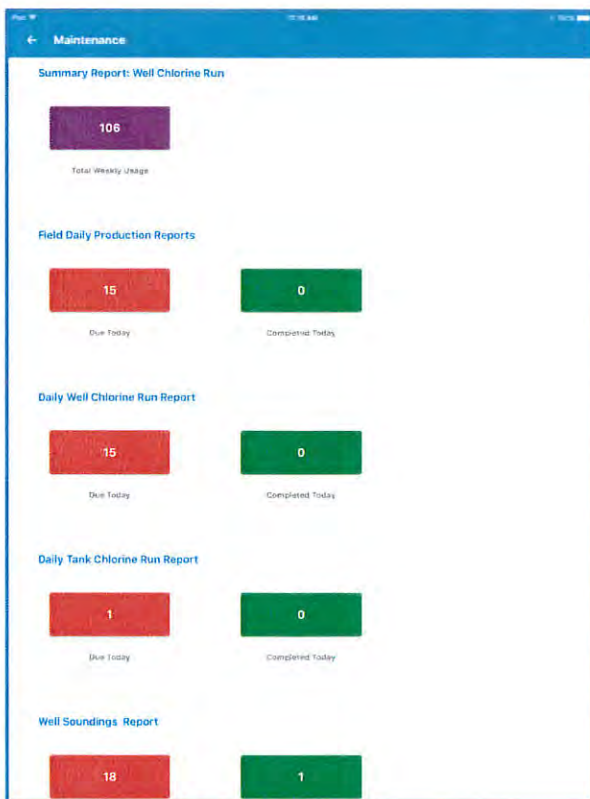 ← Maintenance
Summary Report: Well Chlorine Run
106
Total Weekly Usage
Field Daily Production Reports
15 0
Due Today Completed Today
Daily Well Chlorine Run Report
15 0
Due Today Completed Today
Daily Tank Chlorine Run Report
1 0
Due Today Completed Today
Well Soundings Report
18 1